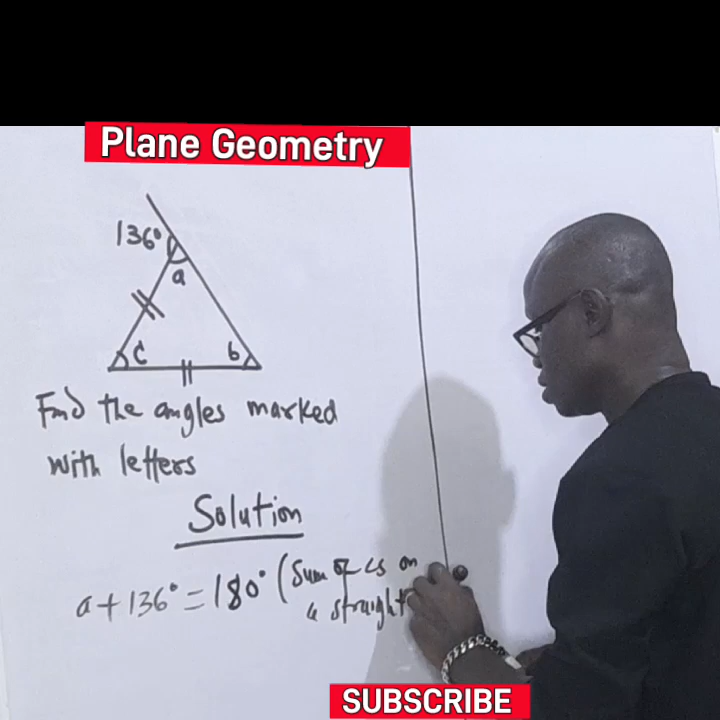 Plane Geometry
136°
a
c
b
Find the angles marked
with letters
Solution
a + 136° = 180° (Sum of ∠s on
a straight
SUBSCRIBE